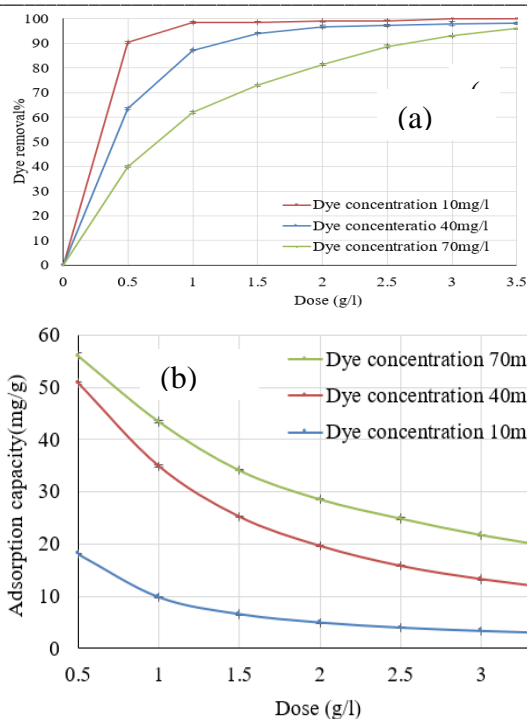 100
90
80
70
60
50
40
30
20
10
0
Dye removal%
(a)
Dye concentration 10mg/l
Dye concenteratio 40mg/l
Dye concentration 70mg/l
0 0.5 1 1.5 2 2.5 3 3.5
Dose (g/l)
60
50
40
30
20
10
0
Adsorption capacity(mg/g)
(b)
Dye concentration 70m
Dye concentration 40m
Dye concentration 10m
0.5 1 1.5 2 2.5 3
Dose (g/l)